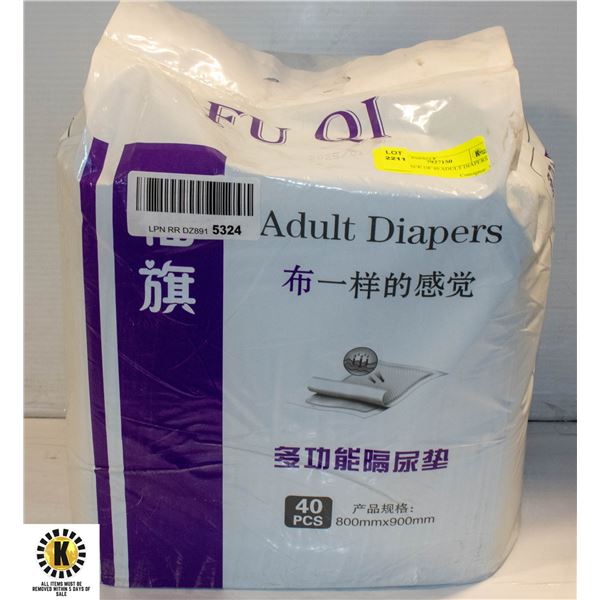 FU QI
LOT
2211
LPN RR DZ891 5324
旗
Adult Diapers
布一样的感觉
多功能隔尿垫
40
PCS
产品规格:
800mmx900mm
K
ALL ITEMS MUST BE
REMOVED WITHIN 5 DAYS OF
SALE